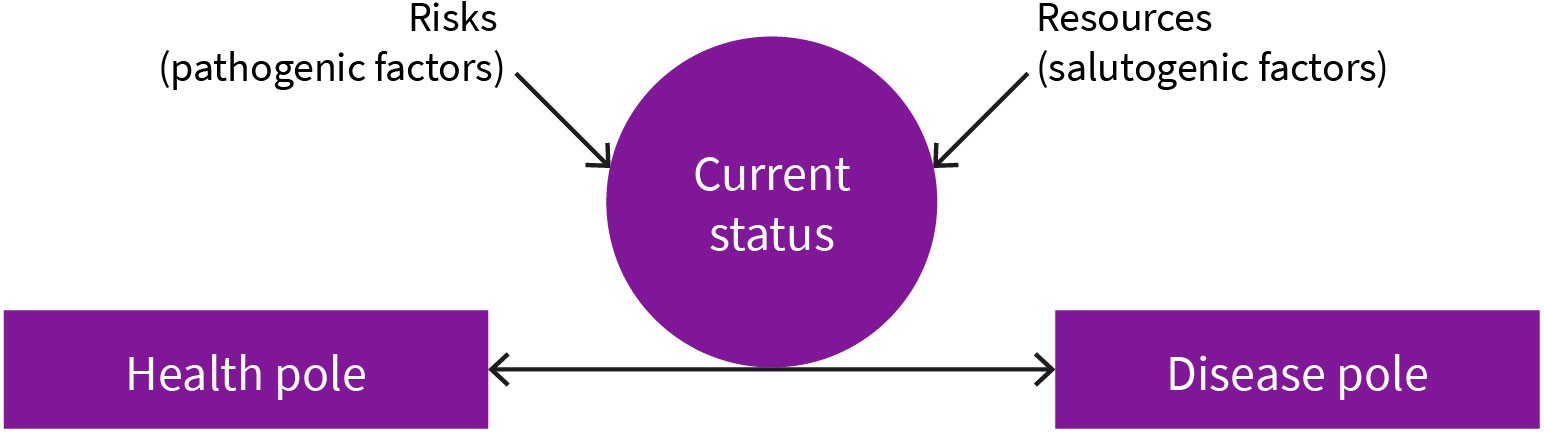 Risks
(pathogenic factors)
Resources
(salutogenic factors)
Current
status
Health pole
Disease pole